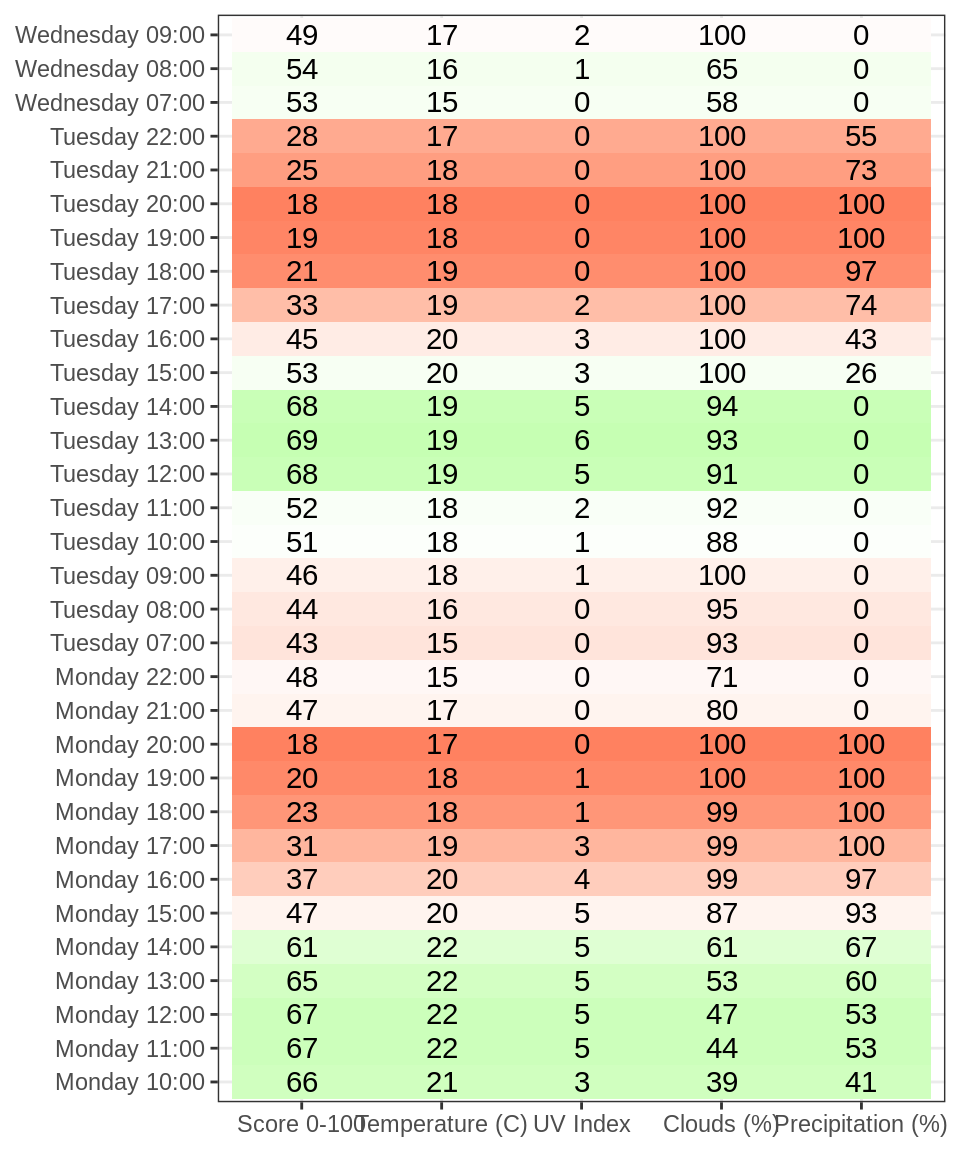 Wednesday 09:00 49 17 2 100 0
Wednesday 08:00 54 16 1 65 0
Wednesday 07:00 53 15 0 58 0
Tuesday 22:00 28 17 0 100 55
Tuesday 21:00 25 18 0 100 73
Tuesday 20:00 18 18 0 100 100
Tuesday 19:00 19 18 0 100 100
Tuesday 18:00 21 19 0 100 97
Tuesday 17:00 33 19 2 100 74
Tuesday 16:00 45 20 3 100 43
Tuesday 15:00 53 20 3 100 26
Tuesday 14:00 68 19 5 94 0
Tuesday 13:00 69 19 6 93 0
Tuesday 12:00 68 19 5 91 0
Tuesday 11:00 52 18 2 92 0
Tuesday 10:00 51 18 1 88 0
Tuesday 09:00 46 18 1 100 0
Tuesday 08:00 44 16 0 95 0
Tuesday 07:00 43 15 0 93 0
Monday 22:00 48 15 0 71 0
Monday 21:00 47 17 0 80 0
Monday 20:00 18 17 0 100 100
Monday 19:00 20 18 1 100 100
Monday 18:00 23 18 1 99 100
Monday 17:00 31 19 3 99 100
Monday 16:00 37 20 4 99 97
Monday 15:00 47 20 5 87 93
Monday 14:00 61 22 5 61 67
Monday 13:00 65 22 5 53 60
Monday 12:00 67 22 5 47 53
Monday 11:00 67 22 5 44 53
Monday 10:00 66 21 3 39 41
Score 0-100 Temperature (C) UV Index Clouds (%) Precipitation (%)